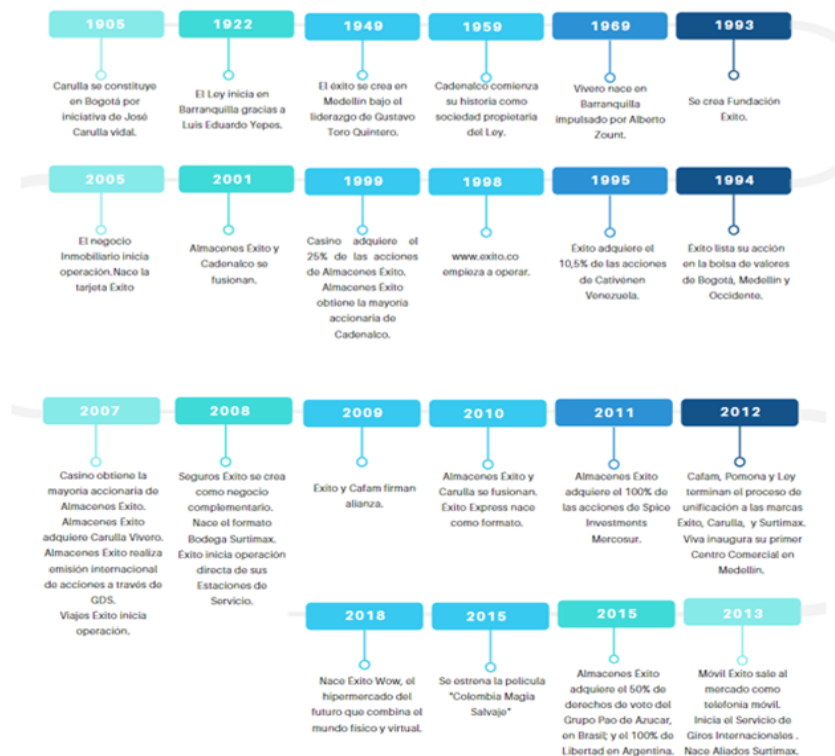 1905
Carulla se constituye
en Bogotá por
iniciativa de José
Carulla vidal.
1922
El Ley inicia en
Barranquilla gracias a
Luis Eduardo Yepes.
1949
El éxito se crea en
Medellín bajo el
liderazgo de Gustavo
Toro Quintero.
1959
Cadenalco comienza
su historia como
sociedad propietaria
del Ley.
1969
Vivero nace en
Barranquilla
impulsado por Alberto
Zount.
1993
Se crea Fundación
Éxito.
1994
Éxito lista su acción
en la bolsa de valores
de Bogotá, Medellín y
Occidente.
1995
Éxito adquiere el
10,5% de las acciones
de Cativénen
Venezuela.
1998
www.exito.co
empieza a operar.
1999
Casino adquiere el
25% de las acciones
de Almacenes Éxito.
Almacenes Éxito
obtiene la mayoría
accionaria de
Cadenalco.
2001
Almacenes Éxito y
Cadenalco se
fusionan.
2005
El negocio
Inmobiliario inicia
operación.Nace la
tarjeta Éxito
2007
Casino obtiene la
mayoría accionaria de
Almacenes Éxito.
Almacenes Éxito
adquiere Carulla Vivero.
Almacenes Éxito realiza
emisión internacional
de acciones a través de
GDS.
Viajes Éxito inicia
operación.
2008
Seguros Éxito se crea
como negocio
complementario.
Nace el formato
Bodega Surtimax.
Éxito inicia operación
directa de sus
Estaciones de
Servicio.
2009
Éxito y Cafam firman
alianza.
2010
Almacenes Éxito y
Carulla se fusionan.
Éxito Express nace
como formato.
2011
Almacenes Éxito
adquiere el 100% de
las acciones de Spice
Investments
Mercosur.
2012
Cafam, Pomona y Ley
terminan el proceso de
unificación a las marcas
Éxito, Carulla, y Surtimax.
Viva inaugura su primer
Centro Comercial en
Medellín.
2013
Móvil Éxito sale al
mercado como
telefonía móvil.
Inicia el Servicio de
Giros Internacionales .
Nace Aliados Surtimax.
2015
Almacenes Éxito
adquiere el 50% de
derechos de voto del
Grupo Pao de Azucar,
en Brasil; y el 100% de
Libertad en Argentina.
2015
Se estrena la película
"Colombia Magia
Salvaje"
2018
Nace Éxito Wow, el
hipermercado del
futuro que combina el
mundo físico y virtual.